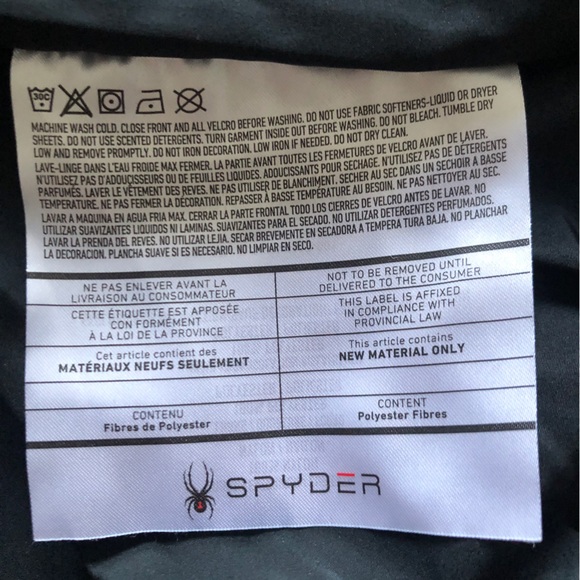 30C
MACHINE WASH COLD. CLOSE FRONT AND ALL VELCRO BEFORE WASHING. DO NOT USE FABRIC SOFTENERS-LIQUID OR DRYER
SHEETS. DO NOT USE SCENTED DETERGENTS. TURN GARMENT INSIDE OUT BEFORE WASHING. DO NOT BLEACH. TUMBLE DRY
LOW AND REMOVE PROMPTLY. DO NOT IRON DECORATION. LOW IRON IF NEEDED. DO NOT DRY CLEAN.
LAVE-LINGE DANS L'EAU FROIDE MAX FERMER. LA PARTIE AVANT TOUTES LES FERMETURES DE VELCRO AVANT DE LAVER.
N'UTILISEZ PAS D'ADOUCISSEURS OU DE FEUILLES LIQUIDES. ADOUCISSANTS POUR SECHAGE. N'UTILISEZ PAS DE DETERGENTS
PARFUMÉS. LAVER LE VÊTEMENT DES REVES. NE PAS UTILISER DE BLANCHIMENT. SECHER AU SEC DANS UN SECHOIR A BASSE
TEMPERATURE. NE PAS FERMER LA DÉCORATION. REPASSER A BASSE TEMPÉRATURE AU BESOIN. NE PAS NETTOYER AU SEC.
LAVAR A MAQUINA EN AGUA FRIA MAX. CERRAR LA PARTE FRONTAL TODO LOS CIERRES DE VELCRO ANTES DE LAVAR. NO
UTILIZAR SUAVIZANTES LIQUIDOS NI LAMINAS. SUAVIZANTES PARA EL SECADO. NO UTILIZAR DETERGENTES PERFUMADOS.
LAVAR LA PRENDA DEL REVES. NO UTILIZAR LEJIA. SECAR BREVEMENTE EN SECADORA A TEMPERA TURA BAJO. NO PLANCHAR
LA DECORACION. PLANCHA SUAVE SI ES NECESARIO. NO LIMPIAR EN SECO.
NE PAS ENLEVER AVANT LA
LIVRAISON AU CONSOMMATEUR
NOT TO BE REMOVED UNTIL
DELIVERED TO THE CONSUMER
CETTE ÉTIQUETTE EST APPOSÉE
CON FORMÉMENT
À LA LOI DE LA PROVINCE
THIS LABEL IS AFFIXED
IN COMPLIANCE WITH
PROVINCIAL LAW
Cet article contient des
MATÉRIAUX NEUFS SEULEMENT
This article contains
NEW MATERIAL ONLY
CONTENU
Fibres de Polyester
CONTENT
Polyester Fibres
SPYDER